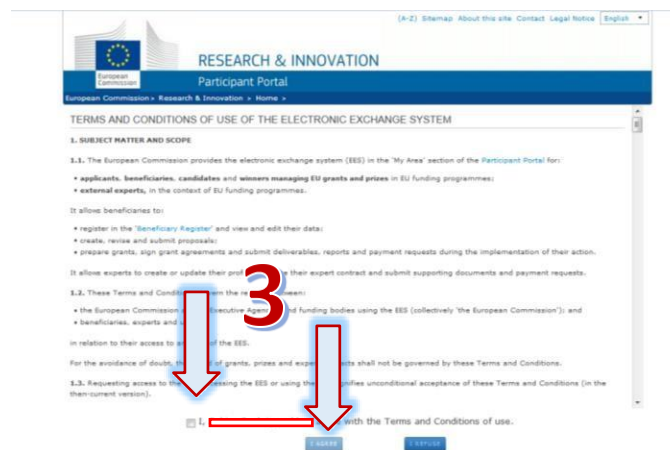 (A-Z) Sitemap About this site Contact Legal Notice English
RESEARCH & INNOVATION
European
Commission
Participant Portal
European Commission > Research & Innovation > Home >
TERMS AND CONDITIONS OF USE OF THE ELECTRONIC EXCHANGE SYSTEM
1. SUBJECT MATTER AND SCOPE
1.1. The European Commission provides the electronic exchange system (EES) in the 'My Area' section of the Participant Portal for:
• applicants, beneficiaries, candidates and winners managing EU grants and prizes in EU funding programmes;
• external experts, in the context of EU funding programmes.
It allows beneficiaries to:
• register in the 'Beneficiary Register' and view and edit their data;
• create, revise and submit proposals;
• prepare grants, sign grant agreements and submit deliverables, reports and payment requests during the implementation of their action.
It allows experts to create or update their their expert contract and submit supporting documents and payment requests.
3
1.2. These Terms and the
• the European Commission Executive and funding bodies using the EES (collectively 'the European Commission'); and
• beneficiaries, experts and
in relation to their access to of the EES.
For the avoidance of doubt, of grants, prizes and shall not be governed by these Terms and Conditions.
1.3. Requesting access to the the EES or using the unconditional acceptance of these Terms and Conditions (in the
then-current version).
I, with the Terms and Conditions of use.
I AGREE I REFUSE